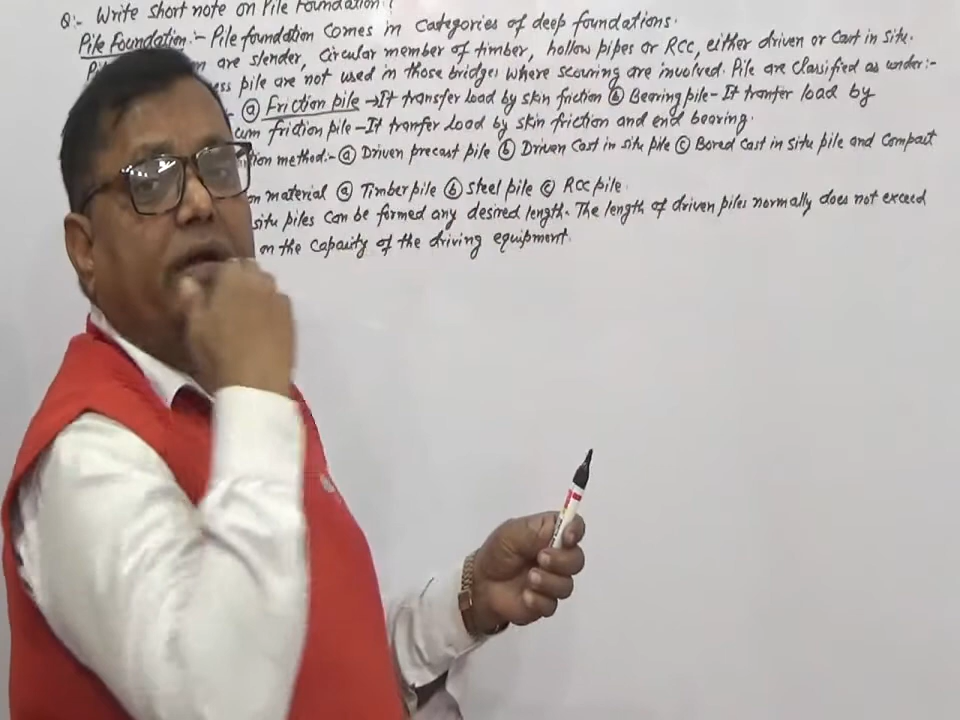 Q:- Write short note on Pile Foundation?
Pile Foundation:- Pile foundation comes in categories of deep foundations.
are slender, circular member of timber, hollow pipes or RCC, either driven or cast in site.
pile are not used in those bridges where scouring are involved. Pile are classified as under:-
ⓐ Friction pile → It transfer load by skin friction ⓑ Bearing pile - It tranfer load by
cum friction pile - It tranfer load by skin friction and end bearing.
method:- ⓐ Driven precast pile ⓑ Driven cast in situ pile ⓒ Bored cast in situ pile and compact
material ⓐ Timber pile ⓑ Steel pile ⓒ RCC pile.
situ piles can be formed any desired length. The length of driven piles normally does not exceed
on the capacity of the driving equipment.